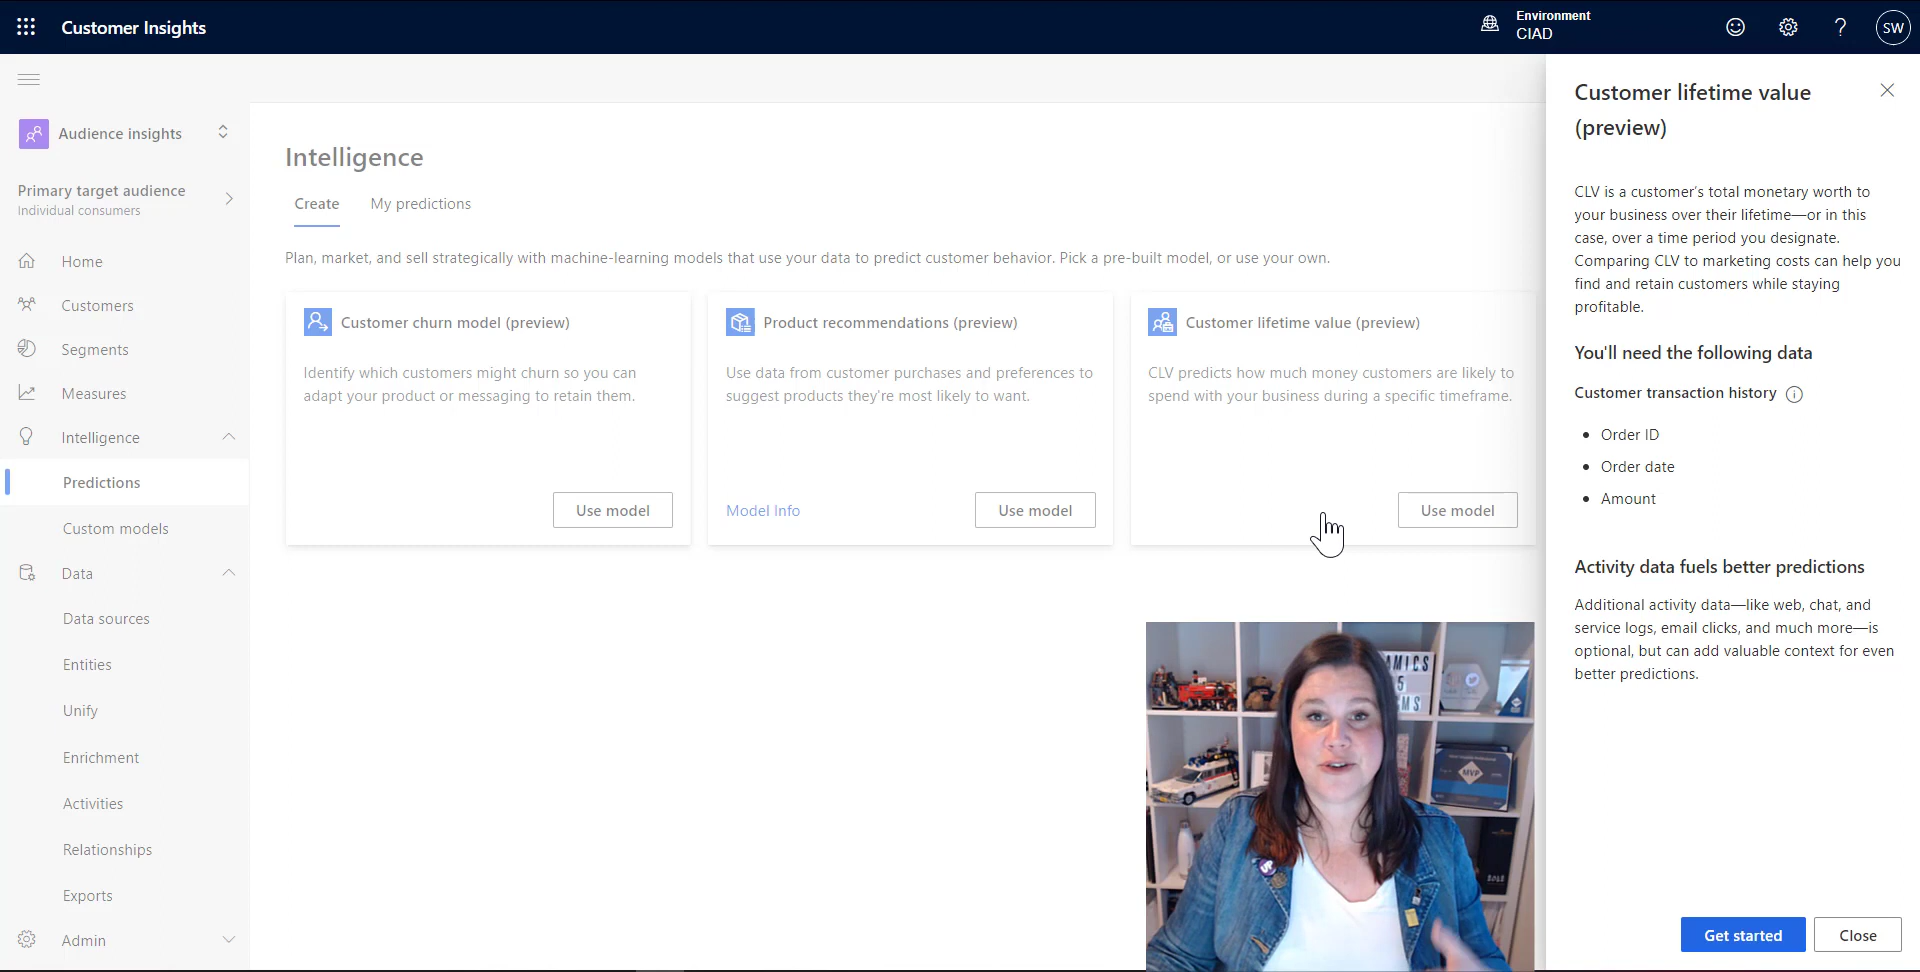 Customer Insights
Environment
CIAD
?
SW
Audience insights
Primary target audience
Individual consumers
Home
Customers
Segments
Measures
Intelligence
Predictions
Custom models
Data
Data sources
Entities
Unify
Enrichment
Activities
Relationships
Exports
Admin
Intelligence
Create
My predictions
Plan, market, and sell strategically with machine-learning models that use your data to predict customer behavior. Pick a pre-built model, or use your own.
Customer churn model (preview)
Identify which customers might churn so you can
adapt your product or messaging to retain them.
Use model
Product recommendations (preview)
Use data from customer purchases and preferences to
suggest products they're most likely to want.
Model Info
Use model
Customer lifetime value (preview)
CLV predicts how much money customers are likely to
spend with your business during a specific timeframe.
Use model
AMICS
5
MS
MVP
UP
Customer lifetime value
(preview)
CLV is a customer's total monetary worth to
your business over their lifetime—or in this
case, over a time period you designate.
Comparing CLV to marketing costs can help you
find and retain customers while staying
profitable.
You'll need the following data
Customer transaction history
• Order ID
• Order date
• Amount
Activity data fuels better predictions
Additional activity data—like web, chat, and
service logs, email clicks, and much more—is
optional, but can add valuable context for even
better predictions.
Get started
Close